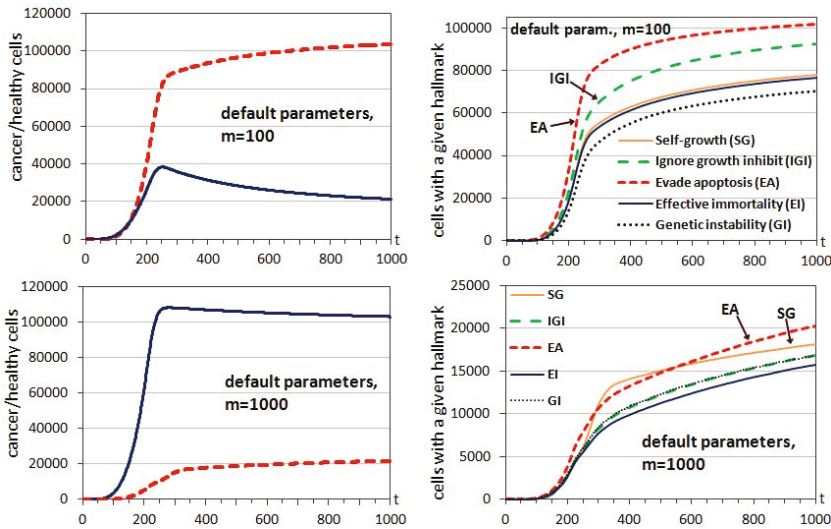 cancer/healthy cells
120000
100000
80000
60000
40000
20000
0
default parameters,
m=100
0 200 400 600 800 1000 t
cells with a given hallmark
100000
80000
60000
40000
20000
0
default param., m=100
IGI
EA
Self-growth (SG)
Ignore growth inhibit (IGI)
Evade apoptosis (EA)
Effective immortality (EI)
Genetic instability (GI)
0 200 400 600 800 1000 t
cancer/healthy cells
120000
100000
80000
60000
40000
20000
0
default parameters,
m=1000
0 200 400 600 800 1000 t
cells with a given hallmark
25000
20000
15000
10000
5000
0
SG
IGI
EA
EI
GI
EA
SG
default parameters,
m=1000
0 200 400 600 800 1000 t